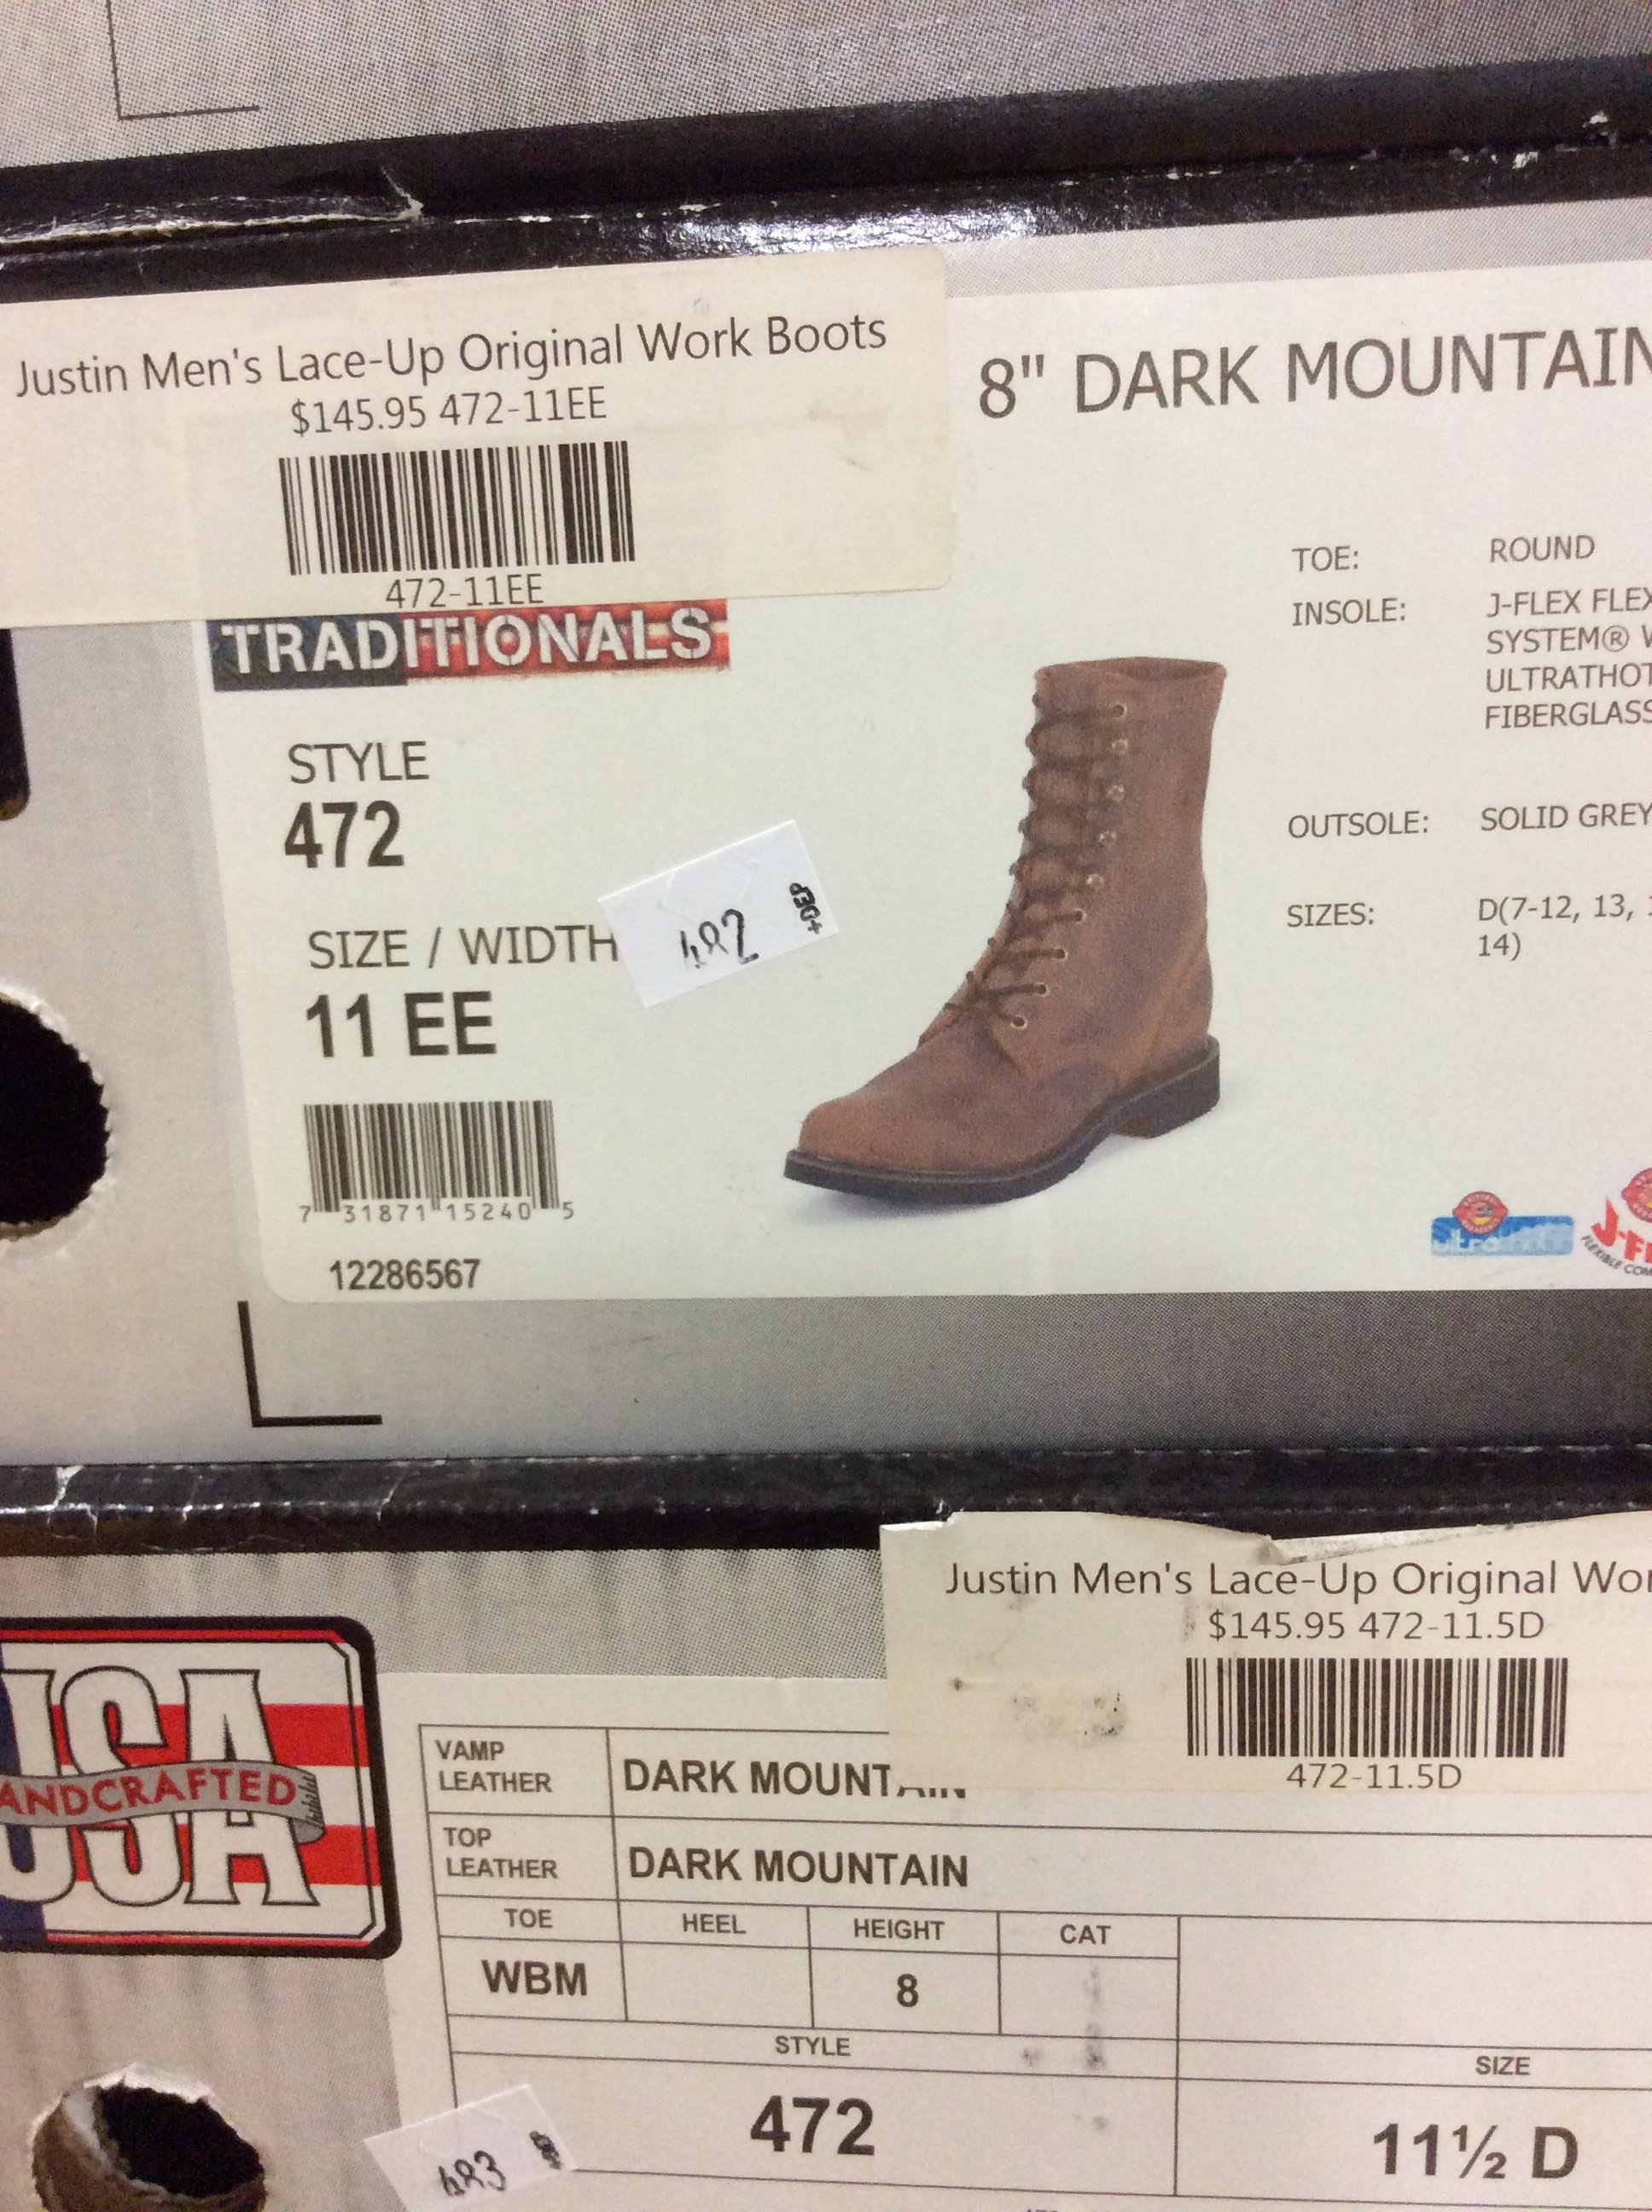 Justin Men's Lace-Up Original Work Boots
$145.95 472-11EE
472-11EE
8" DARK MOUNTAIN
TRADITIONALS
STYLE
472
SIZE / WIDTH
11 EE
7 31871 15240 5
12286567
482
+DEP
TOE: ROUND
INSOLE: J-FLEX FLEX
SYSTEM® W
ULTRATHOT
FIBERGLASS
OUTSOLE: SOLID GREY
SIZES: D(7-12, 13,
14)
Justin Men's Lace-Up Original Wor
$145.95 472-11.5D
472-11.5D
USA
HANDCRAFTED
USA
VAMP
LEATHER
DARK MOUNTAIN
TOP
LEATHER
DARK MOUNTAIN
TOE HEEL HEIGHT CAT
WBM 8
STYLE SIZE
472 11½ D
483